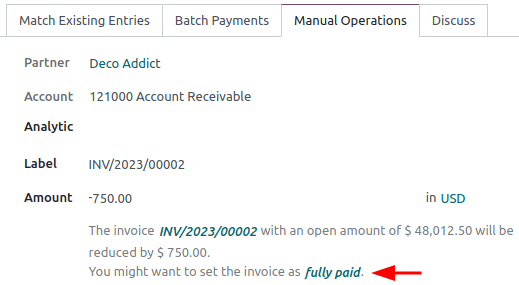 Match Existing Entries Batch Payments Manual Operations Discuss
Partner Deco Addict
Account 121000 Account Receivable
Analytic
Label INV/2023/00002
Amount -750.00 in USD
The invoice INV/2023/00002 with an open amount of $ 48,012.50 will be
reduced by $ 750.00.
You might want to set the invoice as fully paid.